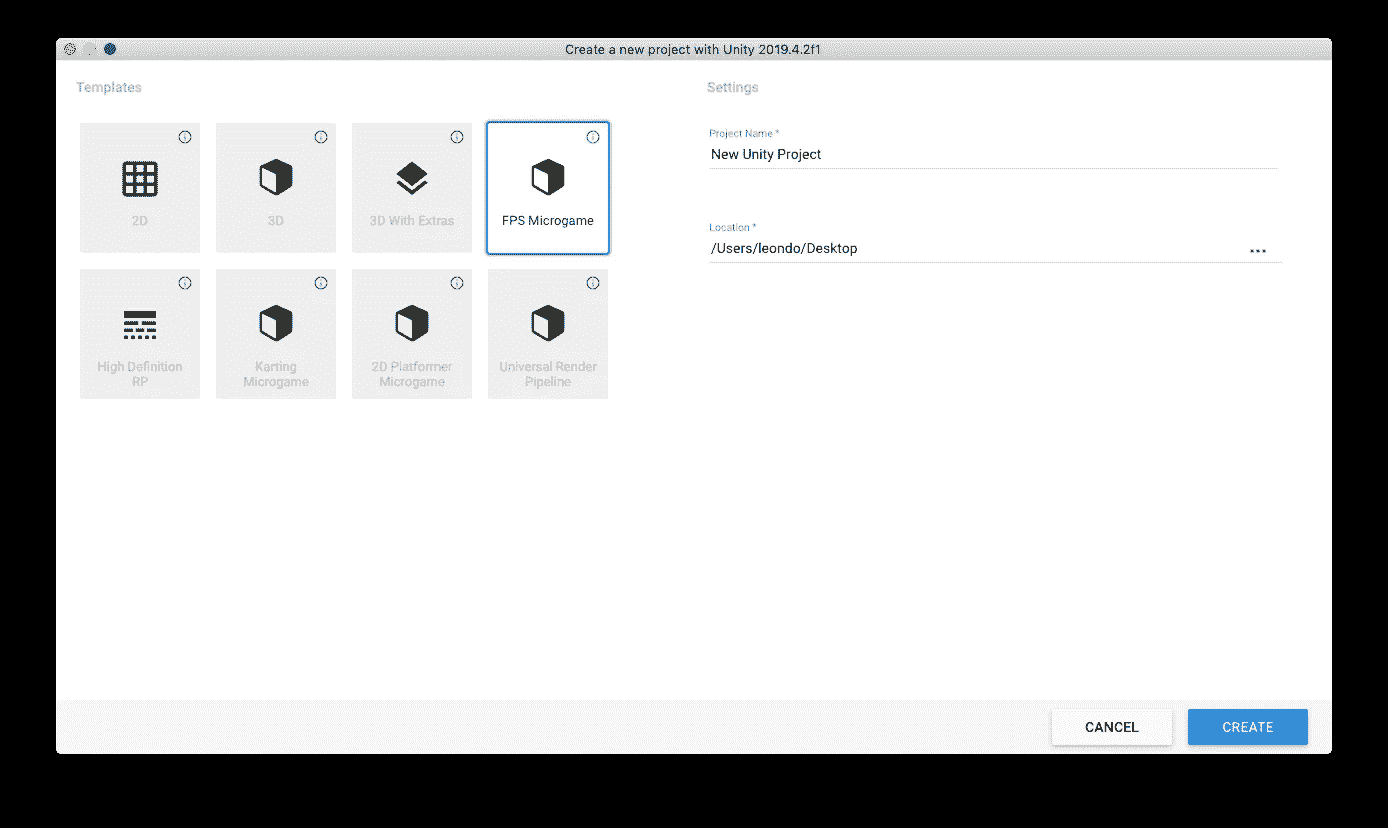 Create a new project with Unity 2019.4.2f1
Templates
Settings
2D
3D
3D With Extras
FPS Microgame
High Definition
RP
Karting
Microgame
2D Platformer
Microgame
Universal Render
Pipeline
Project Name *
New Unity Project
Location *
/Users/leondo/Desktop
...
CANCEL
CREATE